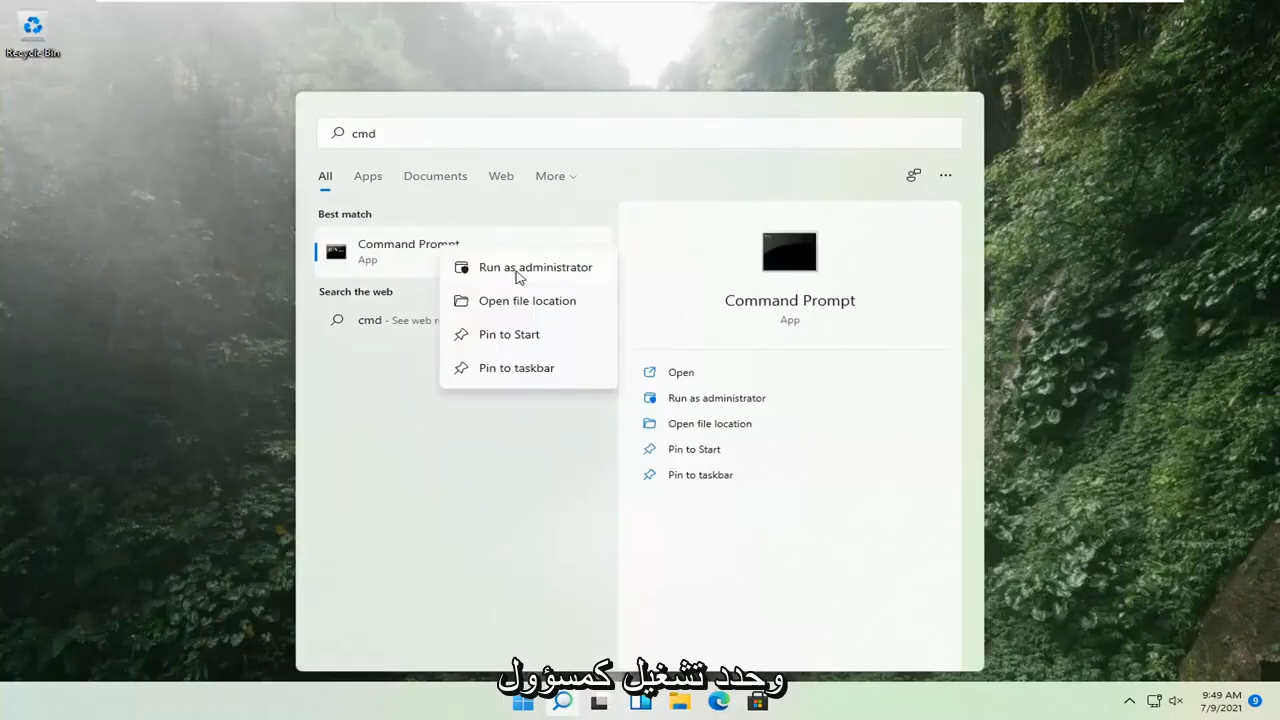 Recycle Bin
cmd
All Apps Documents Web More
Best match
Command Prompt
App
Search the web
cmd - See web
Run as administrator
Open file location
Pin to Start
Pin to taskbar
Command Prompt
App
Open
Run as administrator
Open file location
Pin to Start
Pin to taskbar
وحدد تشغيل كمسؤول
9:49 AM
7/9/2021
9